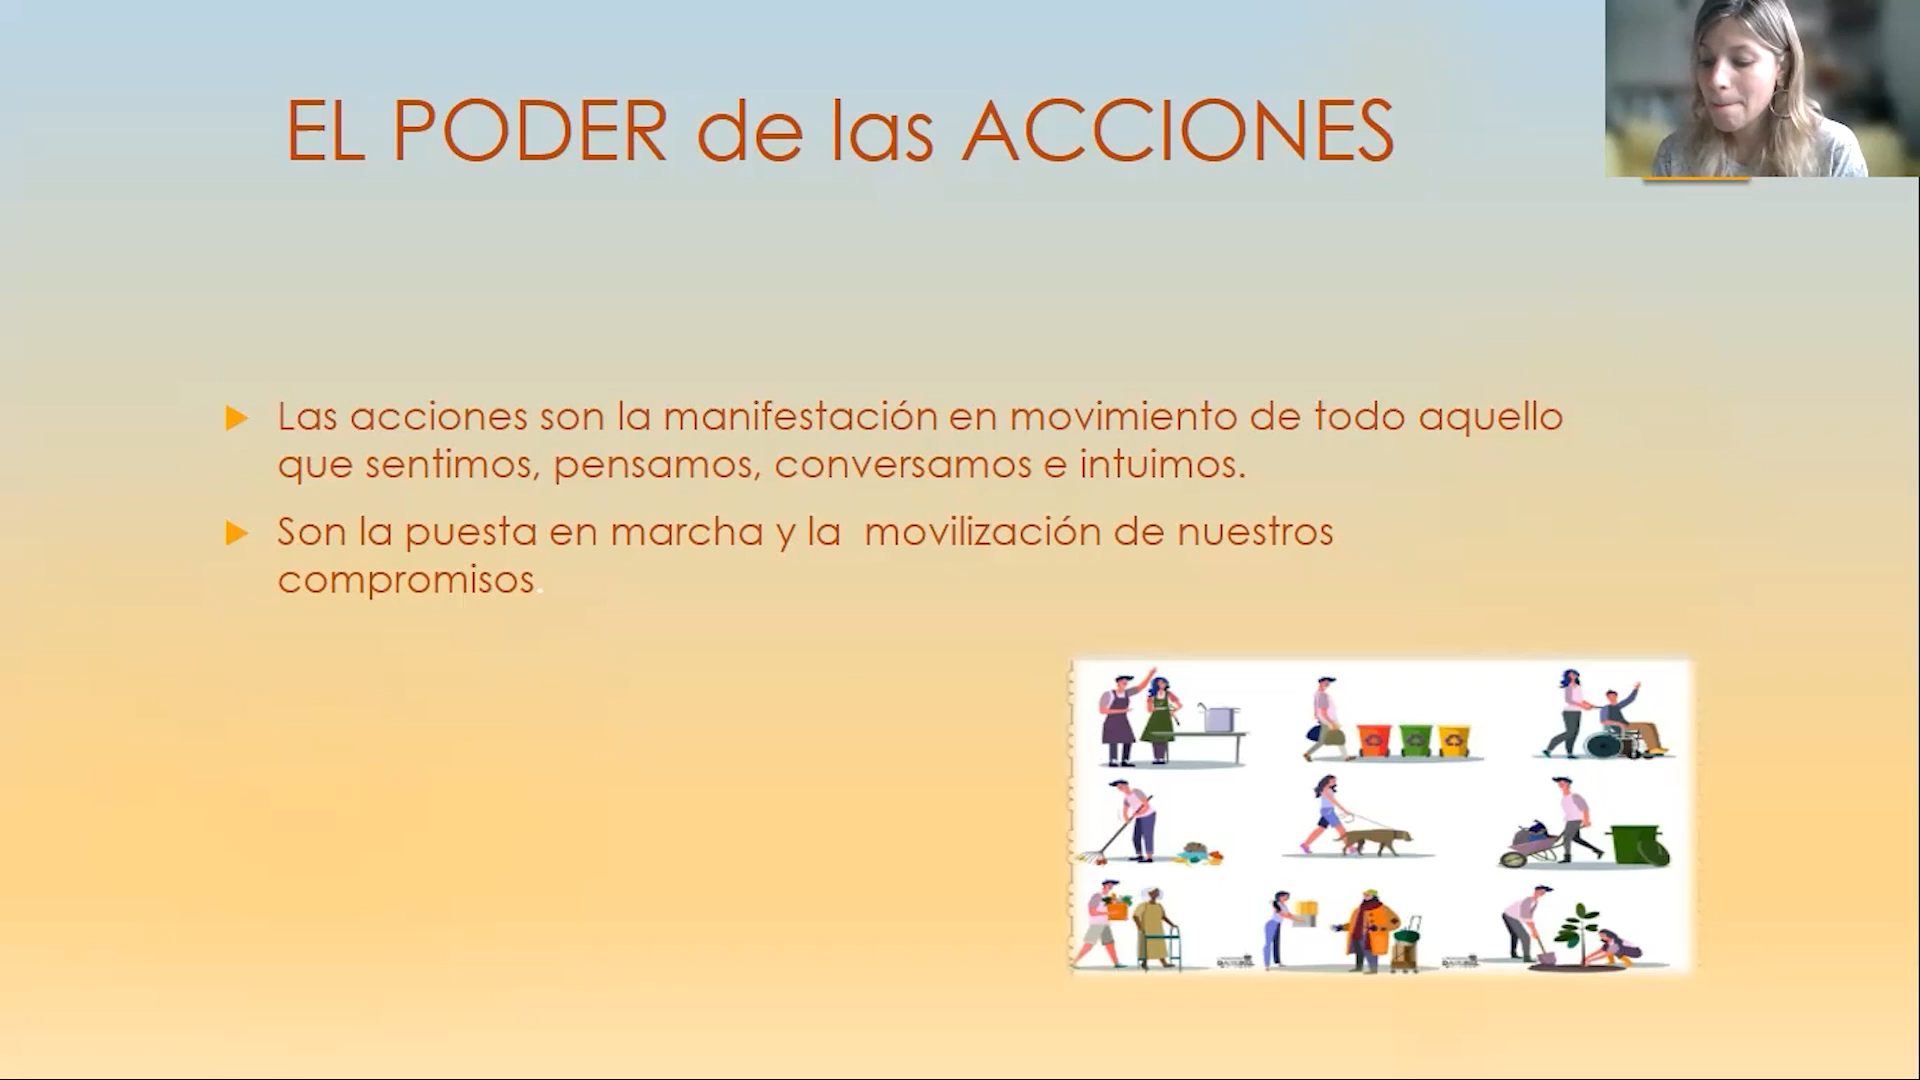 EL PODER de las ACCIONES
Las acciones son la manifestación en movimiento de todo aquello
que sentimos, pensamos, conversamos e intuimos.
Son la puesta en marcha y la movilización de nuestros
compromisos.